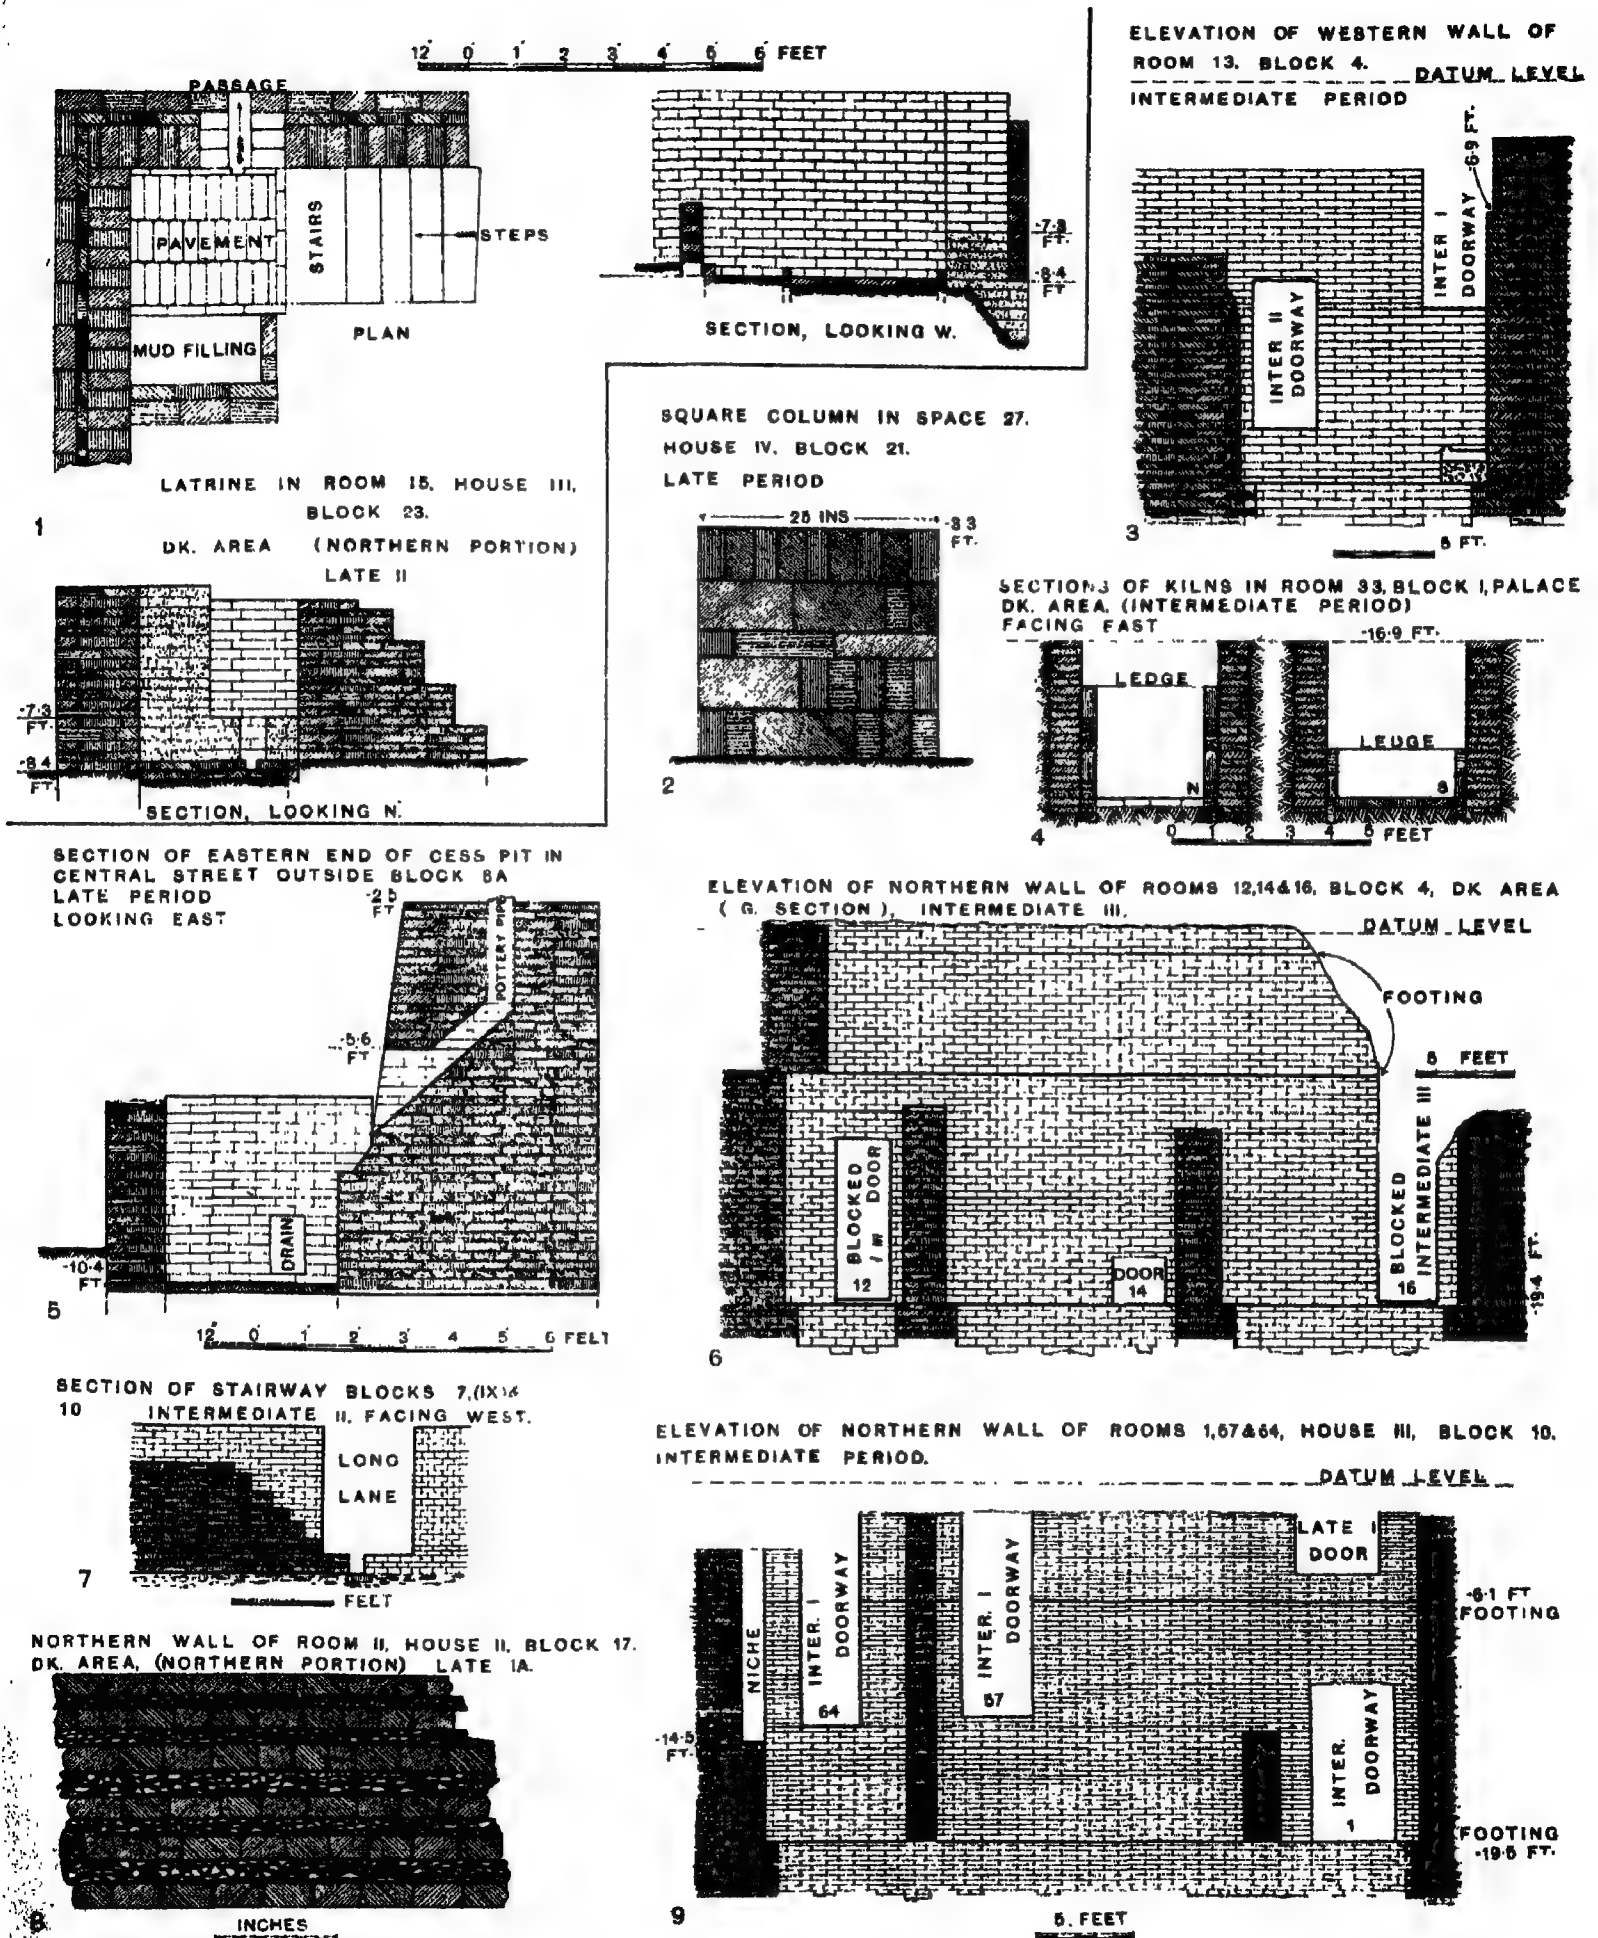 12" 0' 1' 2 3' 4' 5' 6' FEET
PASSAGE
PAVEMENT
STAIRS
STEPS
PLAN
MUD FILLING
-7·3
FT.
-8·4
FT
SECTION, LOOKING W.
LATRINE IN ROOM 15, HOUSE III,
BLOCK 23.
1
DK. AREA (NORTHERN PORTION)
LATE II
-7·3
FT.
-8·4
FT.
SECTION, LOOKING N.
SQUARE COLUMN IN SPACE 27.
HOUSE IV. BLOCK 21.
LATE PERIOD
25 INS
-3·3
FT.
2
ELEVATION OF WESTERN WALL OF
ROOM 13. BLOCK 4.
DATUM LEVEL
INTERMEDIATE PERIOD
-6·9 FT.
INTER I
DOORWAY
INTER II
DOORWAY
3
5 FT.
SECTIONS OF KILNS IN ROOM 33, BLOCK I, PALACE
DK. AREA, (INTERMEDIATE PERIOD)
FACING EAST
-16·9 FT.
LEDGE
LEDGE
N
S
4
0 1 2 3 4 5 FEET
SECTION OF EASTERN END OF CESS PIT IN
CENTRAL STREET OUTSIDE BLOCK 8A
LATE PERIOD
LOOKING EAST
-2·5
FT
POTTERY PIPE
-5·6
FT
DRAIN
-10·4
FT
5
12" 0' 1' 2' 3' 4 5' 6 FEET
ELEVATION OF NORTHERN WALL OF ROOMS 12,14&16, BLOCK 4, DK AREA
( G. SECTION ), INTERMEDIATE III.
DATUM LEVEL
FOOTING
5 FEET
BLOCKED
DOOR
12
DOOR
14
BLOCKED
INTERMEDIATE III
16
-19·4 FT.
6
SECTION OF STAIRWAY BLOCKS 7,(IX)&
10 INTERMEDIATE II, FACING WEST.
LONG
LANE
7
FEET
NORTHERN WALL OF ROOM II, HOUSE II, BLOCK 17.
DK. AREA, (NORTHERN PORTION) LATE IA.
8
INCHES
ELEVATION OF NORTHERN WALL OF ROOMS 1,57&64, HOUSE III, BLOCK 10.
INTERMEDIATE PERIOD.
DATUM LEVEL
NICHE
INTER. I
DOORWAY
64
INTER. I
DOORWAY
57
LATE I
DOOR
-6·1 FT
FOOTING
-14·5
FT.
INTER.
DOORWAY
1
FOOTING
-19·5 FT.
9
5. FEET